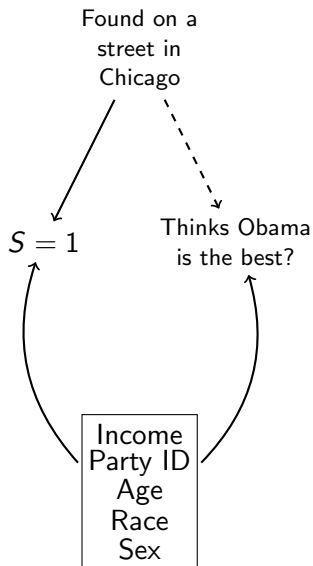 Found on a
street in
Chicago
S = 1
Thinks Obama
is the best?
Income
Party ID
Age
Race
Sex